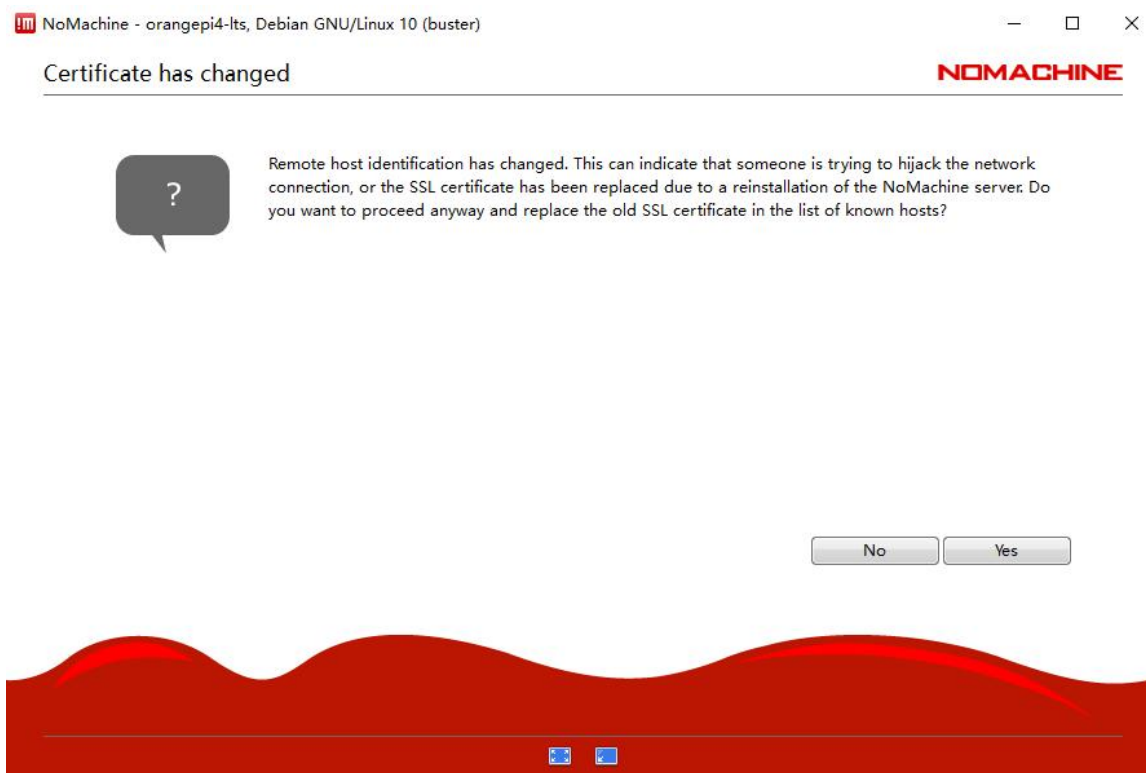 NoMachine - orangepi4-lts, Debian GNU/Linux 10 (buster)
Certificate has changed
NOMACHINE
Remote host identification has changed. This can indicate that someone is trying to hijack the network
connection, or the SSL certificate has been replaced due to a reinstallation of the NoMachine server. Do
you want to proceed anyway and replace the old SSL certificate in the list of known hosts?
?
No
Yes